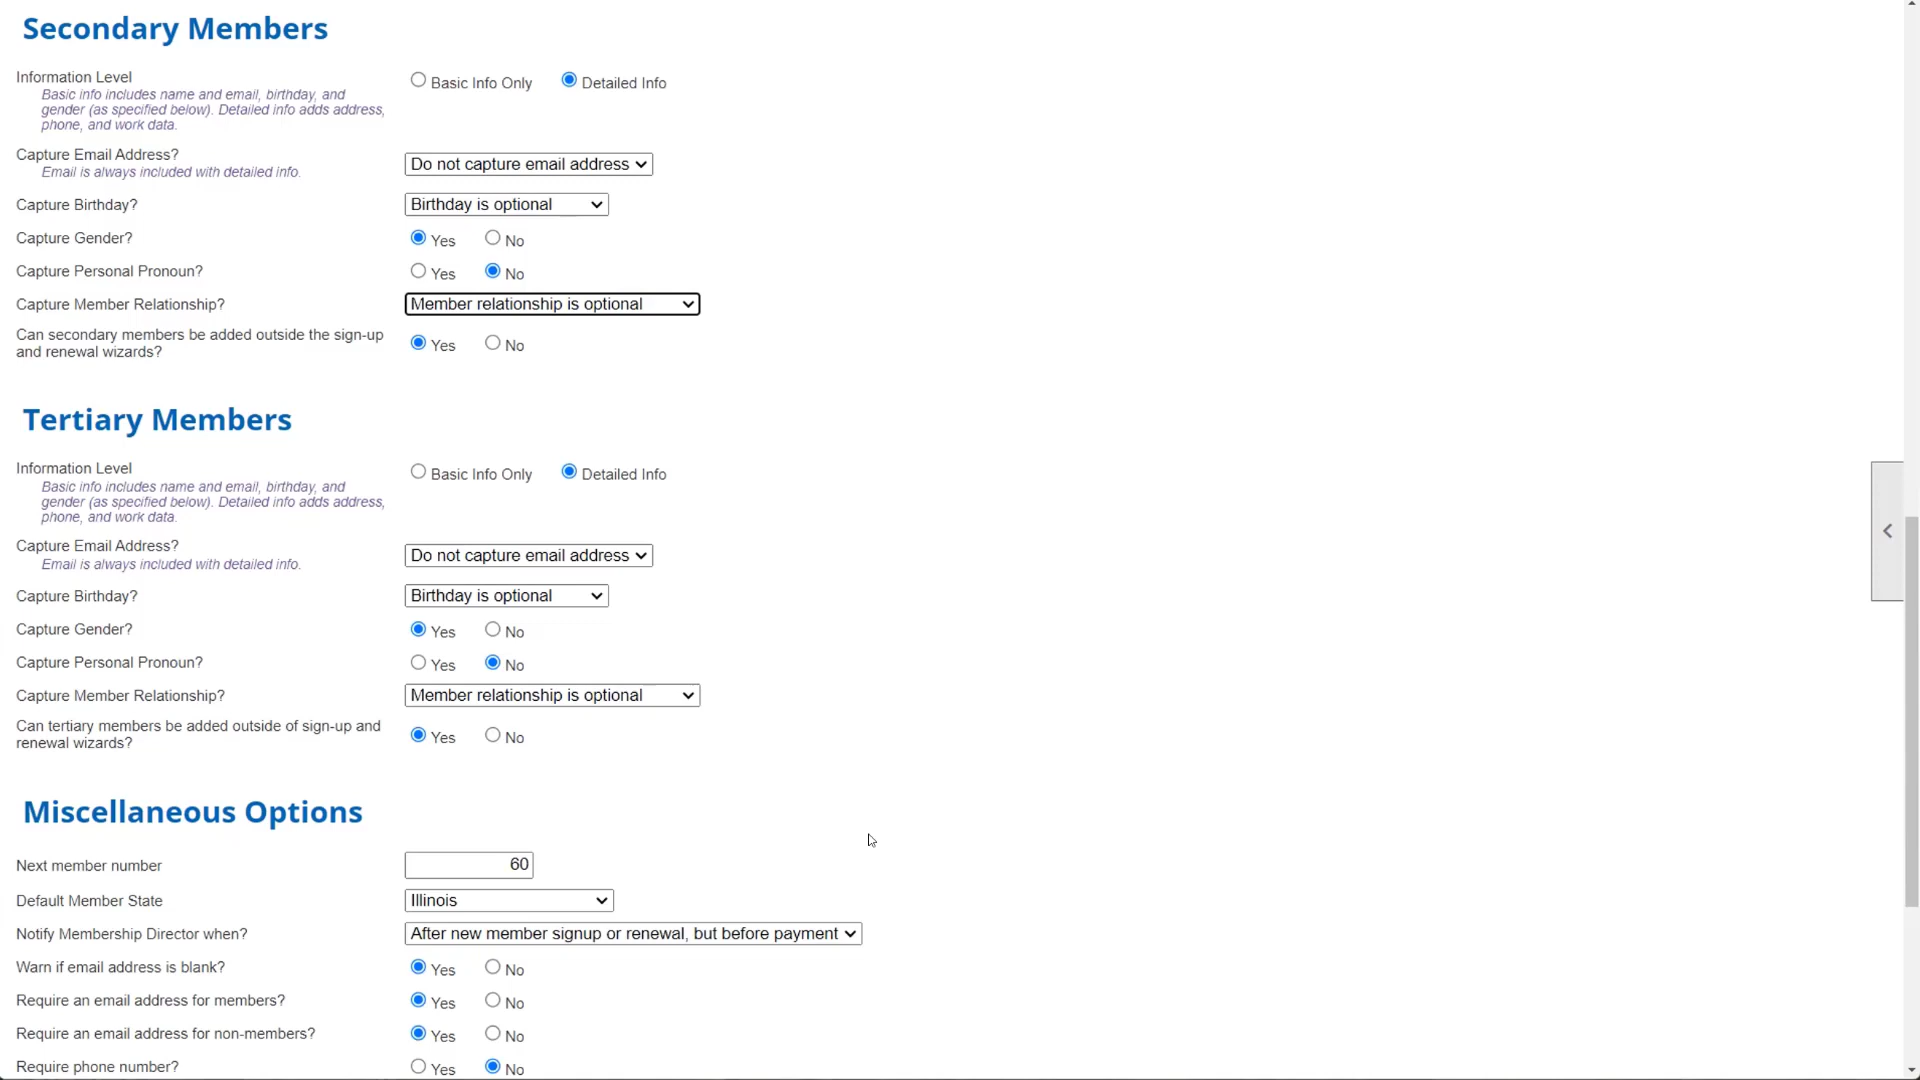 Secondary Members
Information Level
Basic Info Only Detailed Info
Basic info includes name and email, birthday, and
gender (as specified below). Detailed info adds address,
phone, and work data.
Capture Email Address?
Do not capture email address
Email is always included with detailed info.
Capture Birthday? Birthday is optional
Capture Gender? Yes No
Capture Personal Pronoun? Yes No
Capture Member Relationship? Member relationship is optional
Can secondary members be added outside the sign-up
and renewal wizards?
Yes No
Tertiary Members
Information Level
Basic Info Only Detailed Info
Basic info includes name and email, birthday, and
gender (as specified below). Detailed info adds address,
phone, and work data.
Capture Email Address?
Do not capture email address
Email is always included with detailed info.
Capture Birthday? Birthday is optional
Capture Gender? Yes No
Capture Personal Pronoun? Yes No
Capture Member Relationship? Member relationship is optional
Can tertiary members be added outside of sign-up and
renewal wizards?
Yes No
Miscellaneous Options
Next member number 60
Default Member State Illinois
Notify Membership Director when? After new member signup or renewal, but before payment
Warn if email address is blank? Yes No
Require an email address for members? Yes No
Require an email address for non-members? Yes No
Require phone number? Yes No